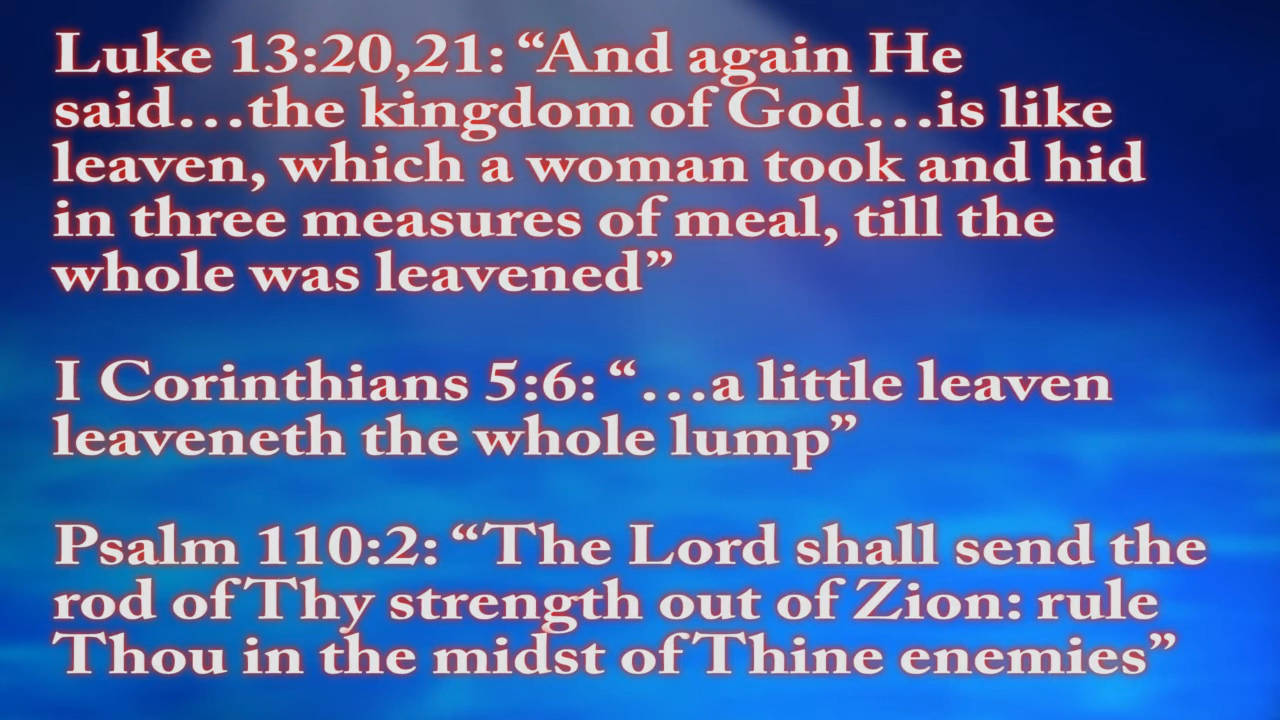 Luke 13:20,21: “And again He
said…the kingdom of God…is like
leaven, which a woman took and hid
in three measures of meal, till the
whole was leavened”
I Corinthians 5:6: “…a little leaven
leaveneth the whole lump”
Psalm 110:2: “The Lord shall send the
rod of Thy strength out of Zion: rule
Thou in the midst of Thine enemies”